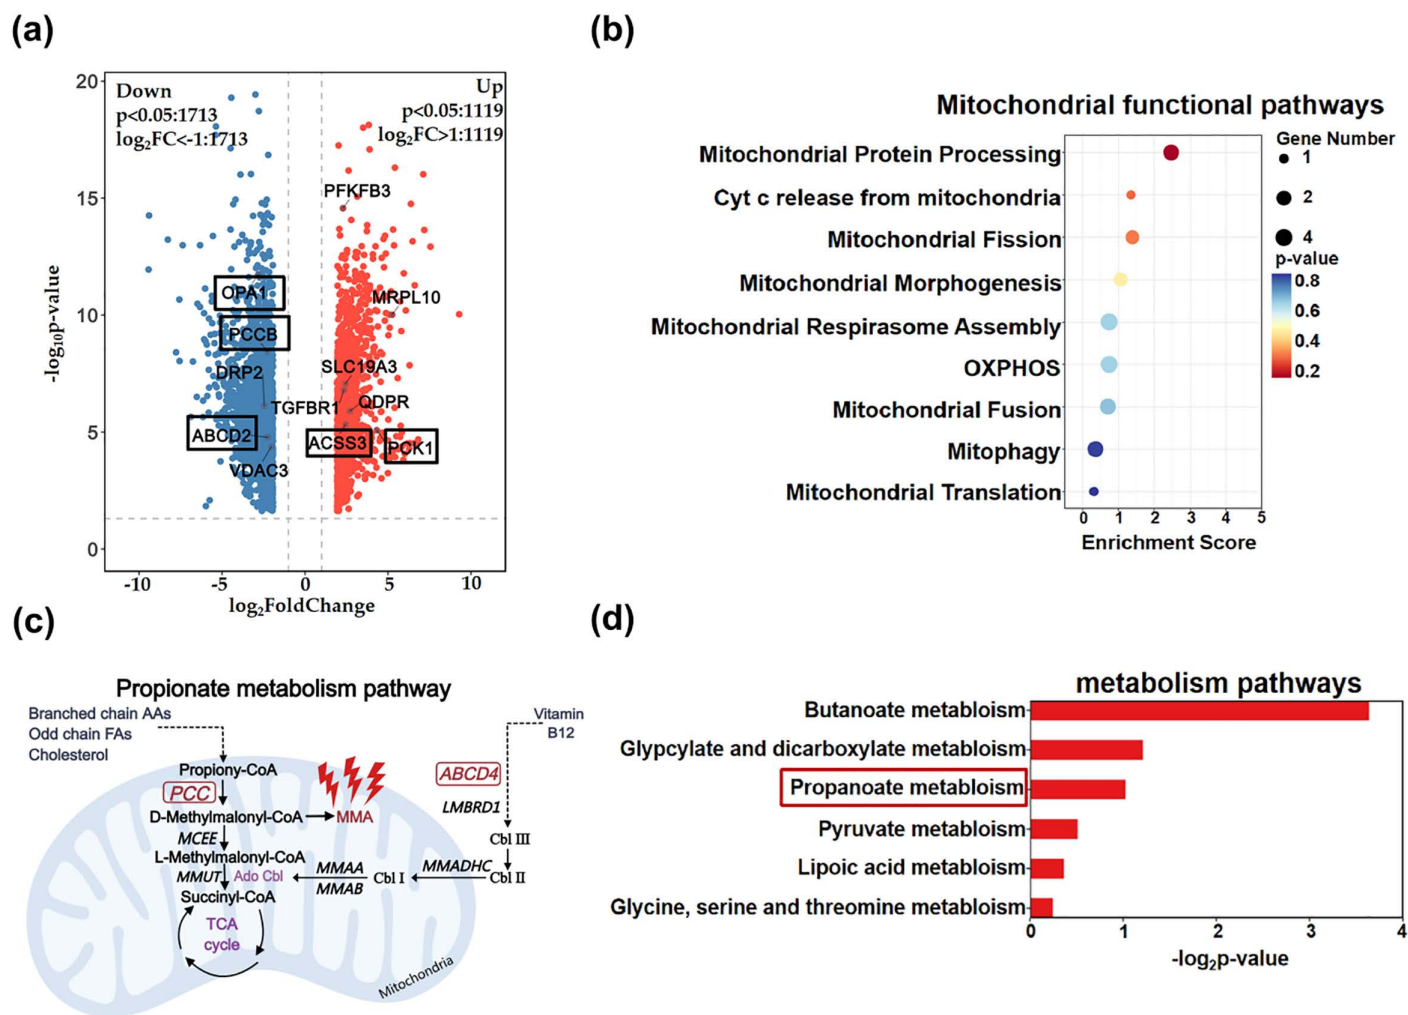 (a)
20
15
10
5
0
-log10p-value
Down
p<0.05:1713
log2FC<-1:1713
Up
p<0.05:1119
log2FC>1:1119
PFKFB3
OPA1
MRPL10
PCCB
DRP2
SLC19A3
TGFBR1
QDPR
ABCD2
ACSS3
PCK1
VDAC3
-10
-5
0
5
10
log2FoldChange
(b)
Mitochondrial functional pathways
Mitochondrial Protein Processing
Cyt c release from mitochondria
Mitochondrial Fission
Mitochondrial Morphogenesis
Mitochondrial Respirasome Assembly
OXPHOS
Mitochondrial Fusion
Mitophagy
Mitochondrial Translation
0
1
2
3
4
5
Enrichment Score
Gene Number
1
2
4
p-value
0.8
0.6
0.4
0.2
(c)
Propionate metabolism pathway
Branched chain AAs
Odd chain FAs
Cholesterol
Vitamin
B12
Propiony-CoA
PCC
ABCD4
D-Methylmalonyl-CoA
MMA
LMBRD1
MCEE
Cbl III
L-Methylmalonyl-CoA
MMUT
Ado Cbl
MMAA
MMAB
Cbl I
MMADHC
Cbl II
Succinyl-CoA
TCA
cycle
Mitochondria
(d)
metabolism pathways
Butanoate metabloism
Glypcylate and dicarboxylate metabloism
Propanoate metabloism
Pyruvate metabloism
Lipoic acid metabloism
Glycine, serine and threomine metabloism
0
1
2
3
4
-log2p-value